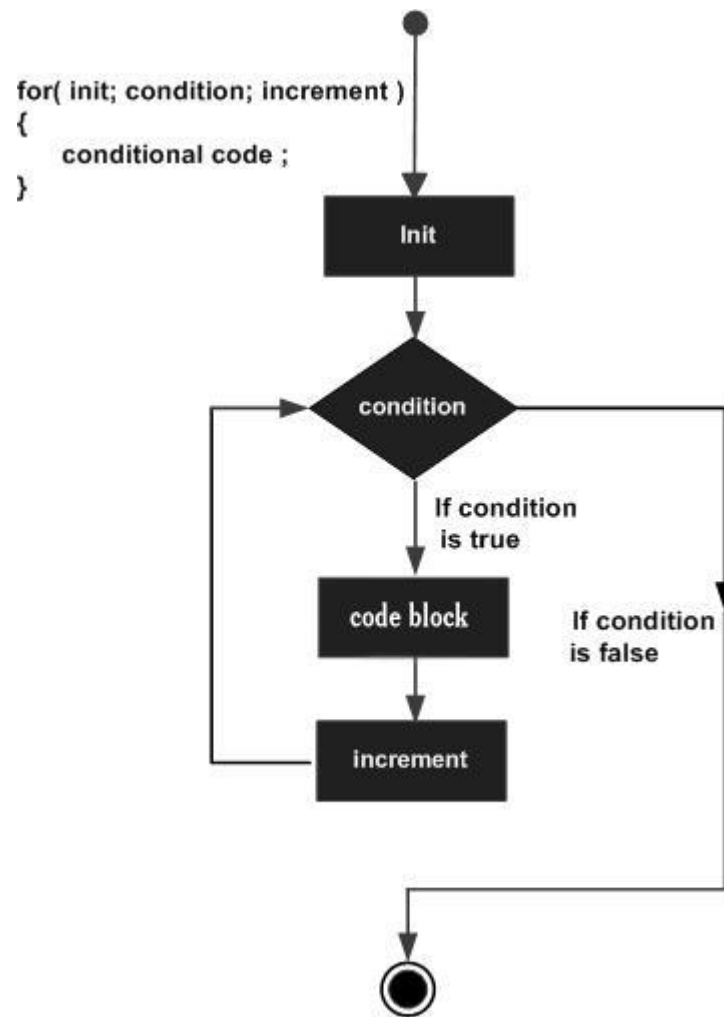 for( init; condition; increment )
{
conditional code ;
}
Init
condition
If condition
is true
code block
If condition
is false
increment